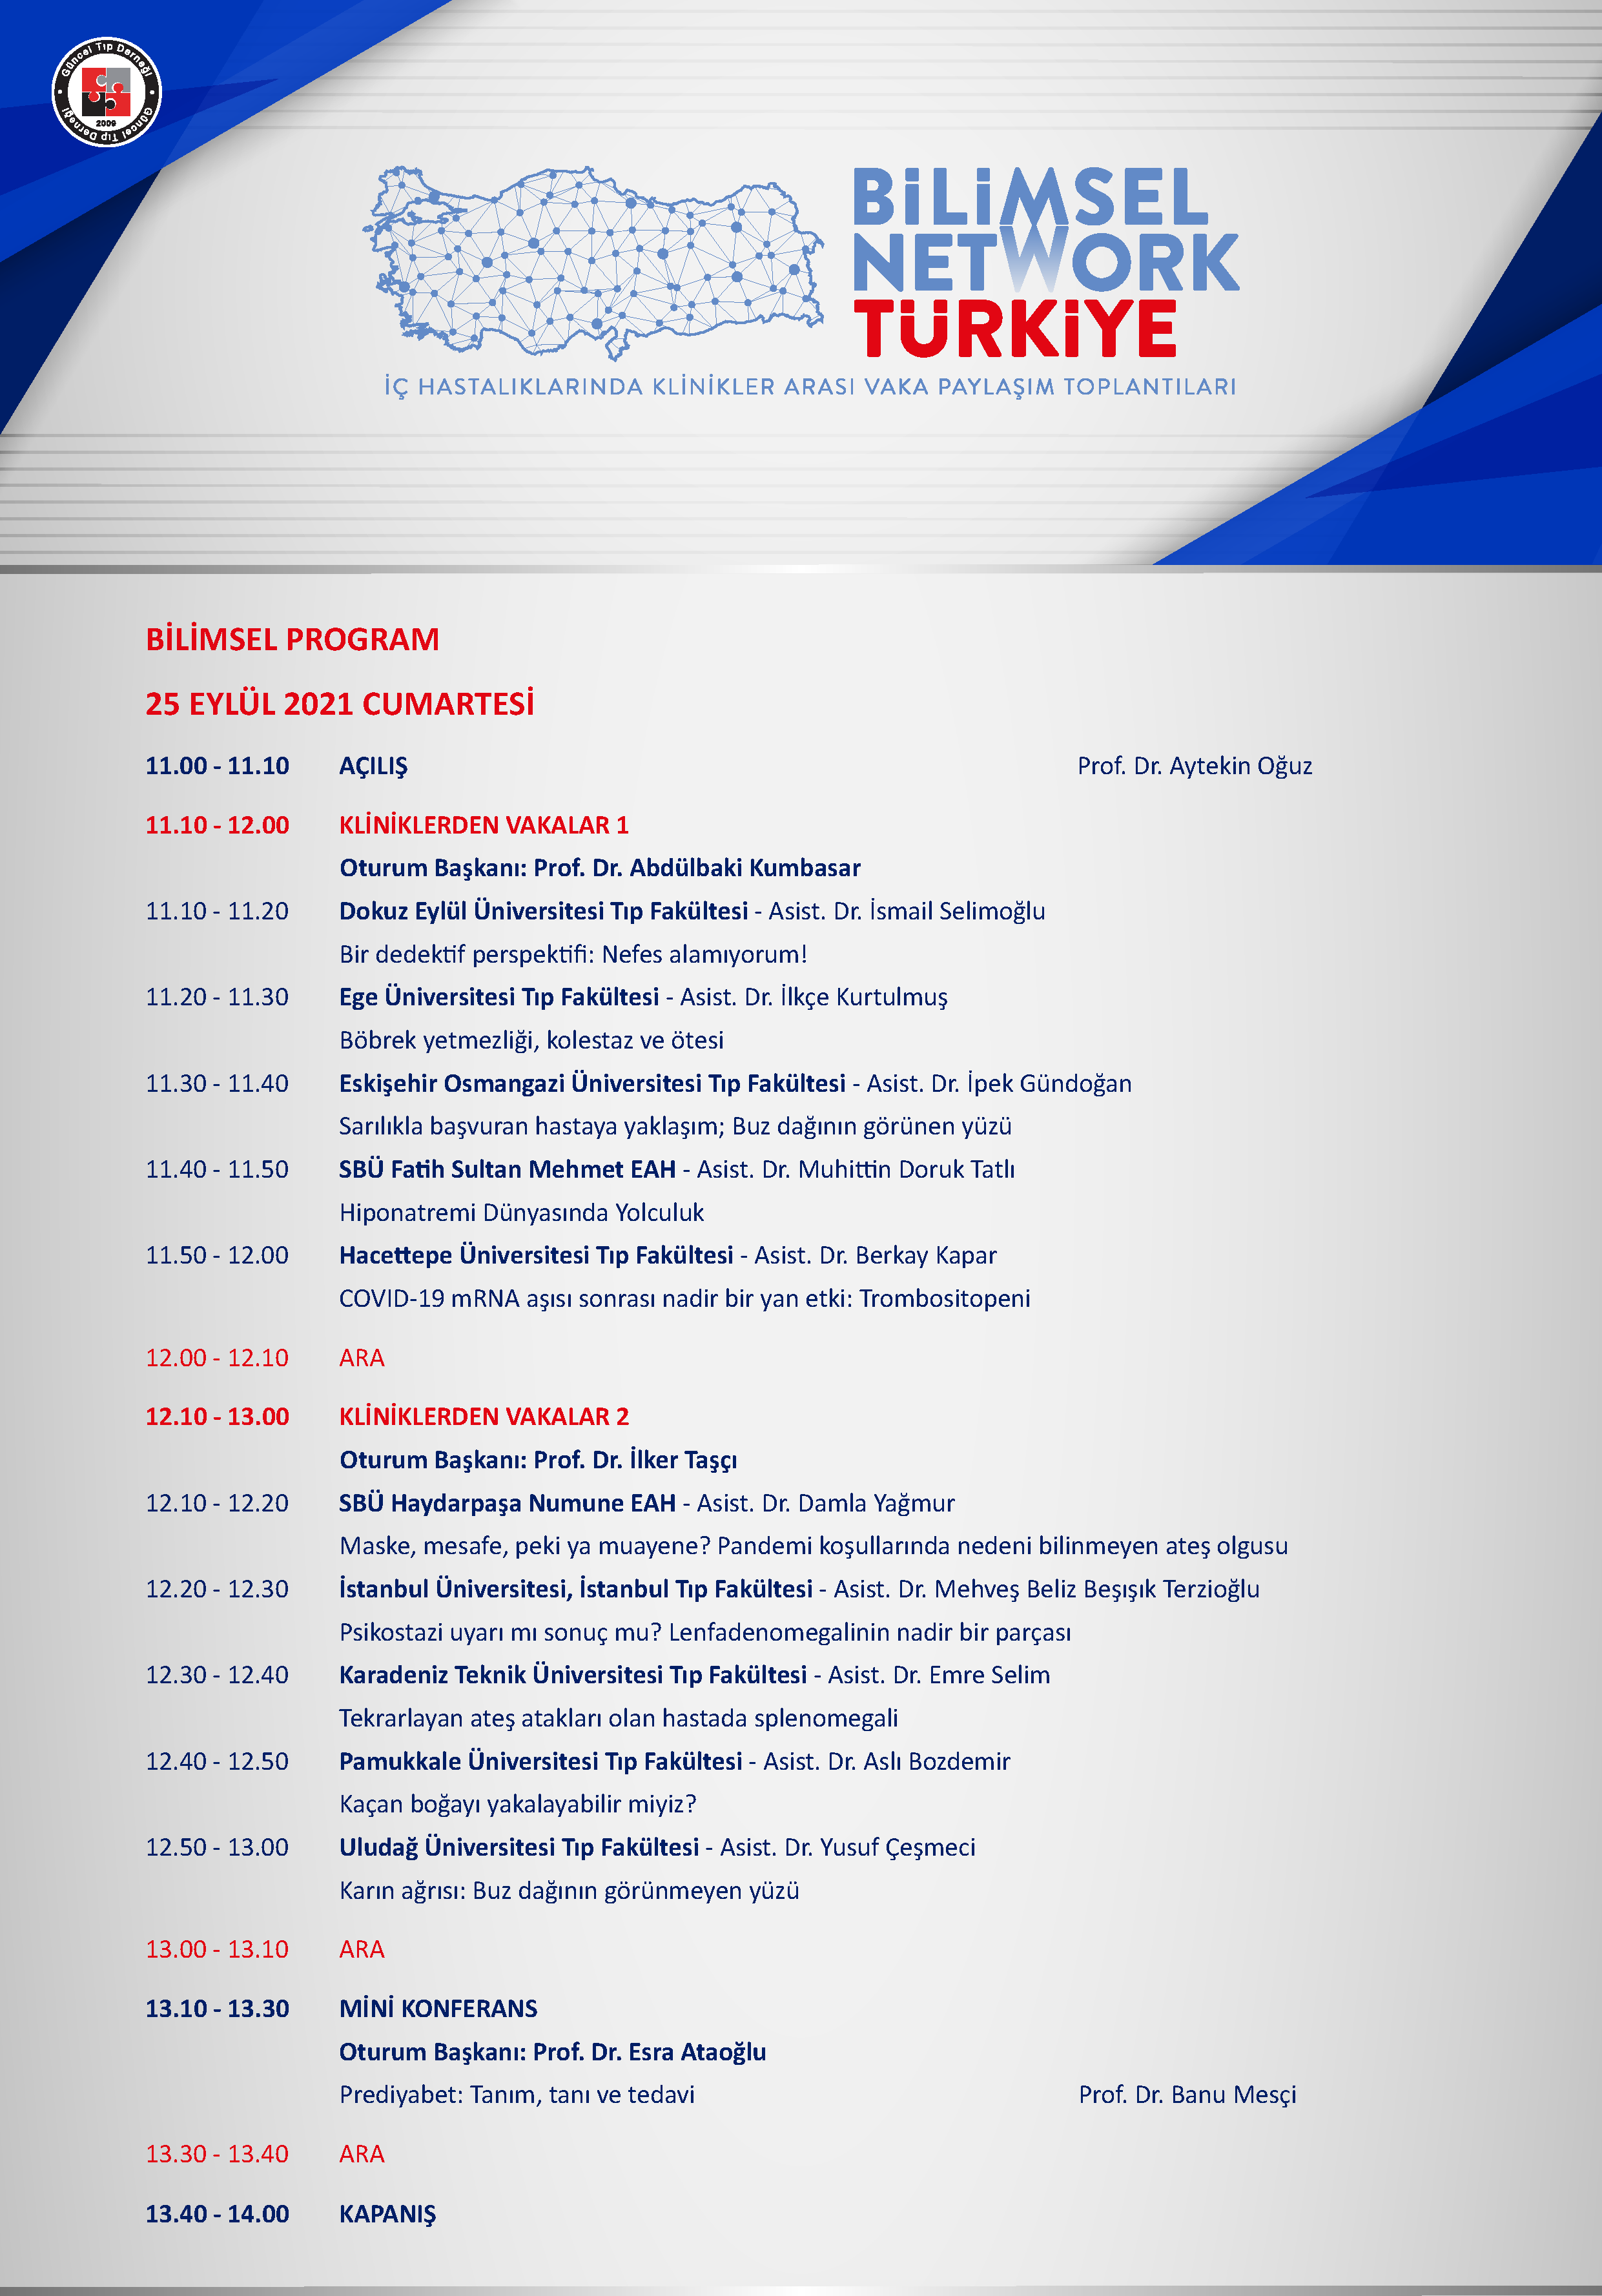 Güncel Tıp Derneği
Güncel Tıp Derneği
2009
BiLiMSEL
NETWORK
TÜRKiYE
İÇ HASTALIKLARINDA KLİNİKLER ARASI VAKA PAYLAŞIM TOPLANTILARI
BİLİMSEL PROGRAM
25 EYLÜL 2021 CUMARTESİ
11.00 - 11.10 AÇILIŞ Prof. Dr. Aytekin Oğuz
11.10 - 12.00 KLİNİKLERDEN VAKALAR 1
Oturum Başkanı: Prof. Dr. Abdülbaki Kumbasar
11.10 - 11.20 Dokuz Eylül Üniversitesi Tıp Fakültesi - Asist. Dr. İsmail Selimoğlu
Bir dedektif perspektifi: Nefes alamıyorum!
11.20 - 11.30 Ege Üniversitesi Tıp Fakültesi - Asist. Dr. İlkçe Kurtulmuş
Böbrek yetmezliği, kolestaz ve ötesi
11.30 - 11.40 Eskişehir Osmangazi Üniversitesi Tıp Fakültesi - Asist. Dr. İpek Gündoğan
Sarılıkla başvuran hastaya yaklaşım; Buz dağının görünen yüzü
11.40 - 11.50 SBÜ Fatih Sultan Mehmet EAH - Asist. Dr. Muhittin Doruk Tatlı
Hiponatremi Dünyasında Yolculuk
11.50 - 12.00 Hacettepe Üniversitesi Tıp Fakültesi - Asist. Dr. Berkay Kapar
COVID-19 mRNA aşısı sonrası nadir bir yan etki: Trombositopeni
12.00 - 12.10 ARA
12.10 - 13.00 KLİNİKLERDEN VAKALAR 2
Oturum Başkanı: Prof. Dr. İlker Taşçı
12.10 - 12.20 SBÜ Haydarpaşa Numune EAH - Asist. Dr. Damla Yağmur
Maske, mesafe, peki ya muayene? Pandemi koşullarında nedeni bilinmeyen ateş olgusu
12.20 - 12.30 İstanbul Üniversitesi, İstanbul Tıp Fakültesi - Asist. Dr. Mehveş Beliz Beşışık Terzioğlu
Psikostazi uyarı mı sonuç mu? Lenfadenomegalinin nadir bir parçası
12.30 - 12.40 Karadeniz Teknik Üniversitesi Tıp Fakültesi - Asist. Dr. Emre Selim
Tekrarlayan ateş atakları olan hastada splenomegali
12.40 - 12.50 Pamukkale Üniversitesi Tıp Fakültesi - Asist. Dr. Aslı Bozdemir
Kaçan boğayı yakalayabilir miyiz?
12.50 - 13.00 Uludağ Üniversitesi Tıp Fakültesi - Asist. Dr. Yusuf Çeşmeci
Karın ağrısı: Buz dağının görünmeyen yüzü
13.00 - 13.10 ARA
13.10 - 13.30 MİNİ KONFERANS
Oturum Başkanı: Prof. Dr. Esra Ataoğlu
Prediyabet: Tanım, tanı ve tedavi Prof. Dr. Banu Mesçi
13.30 - 13.40 ARA
13.40 - 14.00 KAPANIŞ